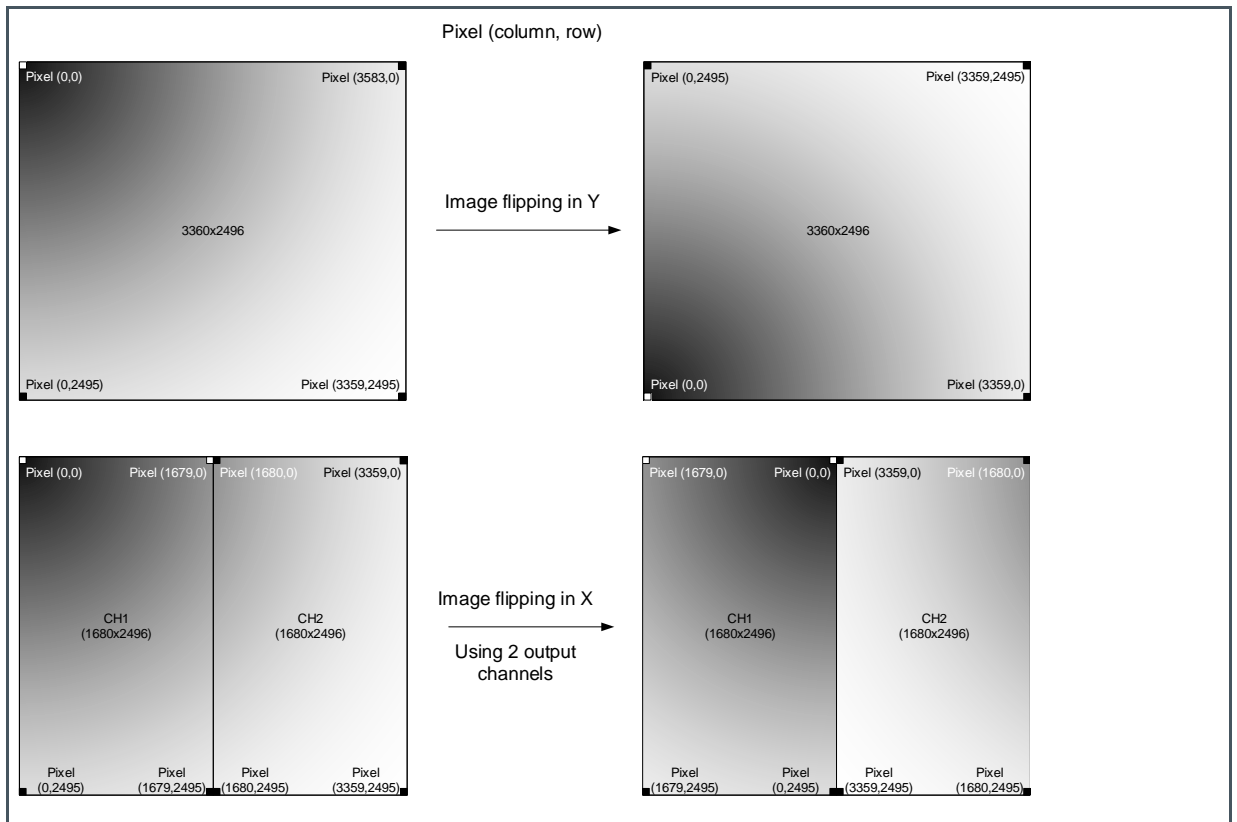 Pixel (column, row)
Pixel (0,0) Pixel (3583,0)
3360x2496
Pixel (0,2495) Pixel (3359,2495)
Image flipping in Y
Pixel (0,2495) Pixel (3359,2495)
3360x2496
Pixel (0,0) Pixel (3359,0)
Pixel (0,0) Pixel (1679,0) Pixel (1680,0) Pixel (3359,0)
CH1
(1680x2496)
CH2
(1680x2496)
Pixel
(0,2495)
Pixel
(1679,2495)
Pixel
(1680,2495)
Pixel
(3359,2495)
Image flipping in X
Using 2 output
channels
Pixel (1679,0) Pixel (0,0) Pixel (3359,0) Pixel (1680,0)
CH1
(1680x2496)
CH2
(1680x2496)
Pixel
(1679,2495)
Pixel
(0,2495)
Pixel
(3359,2495)
Pixel
(1680,2495)